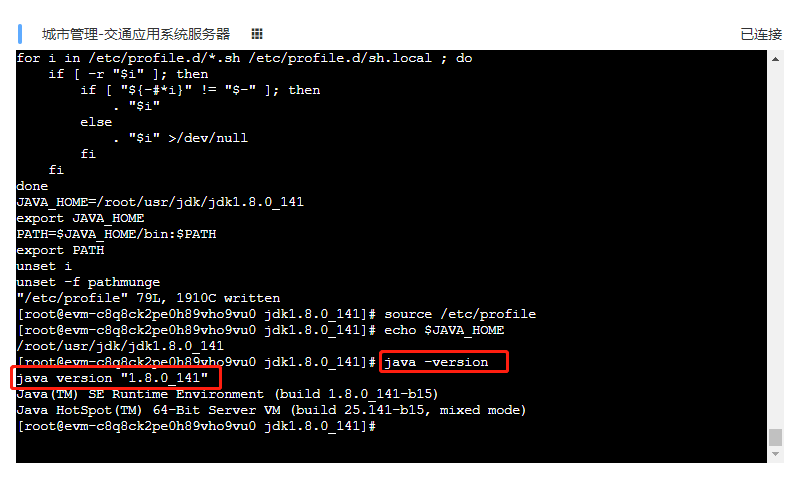 城市管理-交通应用系统服务器
已连接
for i in /etc/profile.d/*.sh /etc/profile.d/sh.local ; do
    if [ -r "$i" ]; then
        if [ "${-#*i}" != "$-" ]; then
            . "$i"
        else
            . "$i" >/dev/null
        fi
    fi
done
JAVA_HOME=/root/usr/jdk/jdk1.8.0_141
export JAVA_HOME
PATH=$JAVA_HOME/bin:$PATH
export PATH
unset i
unset -f pathmunge
"/etc/profile" 79L, 1910C written
[root@evm-c8q8ck2pe0h89vho9vu0 jdk1.8.0_141]# source /etc/profile
[root@evm-c8q8ck2pe0h89vho9vu0 jdk1.8.0_141]# echo $JAVA_HOME
/root/usr/jdk/jdk1.8.0_141
[root@evm-c8q8ck2pe0h89vho9vu0 jdk1.8.0_141]# java -version
java version "1.8.0_141"
Java(TM) SE Runtime Environment (build 1.8.0_141-b15)
Java HotSpot(TM) 64-Bit Server VM (build 25.141-b15, mixed mode)
[root@evm-c8q8ck2pe0h89vho9vu0 jdk1.8.0_141]#